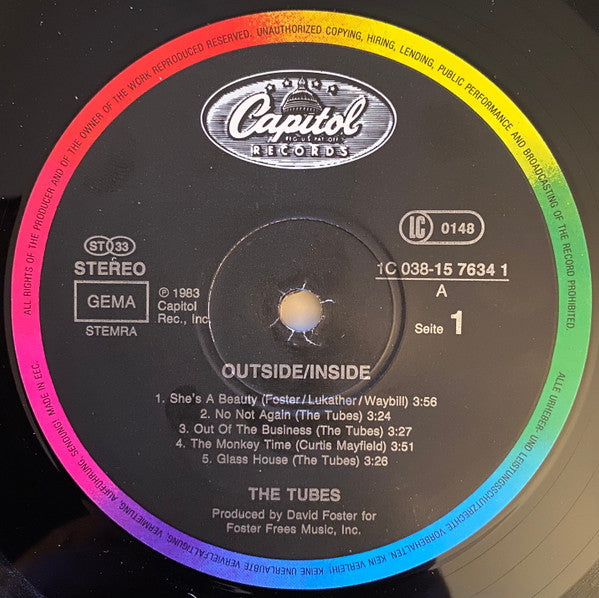 ALL RIGHTS OF THE PRODUCER AND OF THE OWNER OF THE WORK REPRODUCED RESERVED. UNAUTHORIZED COPYING, HIRING, LENDING, PUBLIC PERFORMANCE AND BROADCASTING OF THE RECORD PROHIBITED.
Capitol
REG. U.S. PAT. OFF.
RECORDS
LC 0148
ST 33
STEREO
GEMA
STEMRA
℗ 1983
Capitol
Rec., Inc.
1C 038-15 7634 1
A
Seite 1
OUTSIDE/INSIDE
1. She's A Beauty (Foster/Lukather/Waybill) 3:56
2. No Not Again (The Tubes) 3:24
3. Out Of The Business (The Tubes) 3:27
4. The Monkey Time (Curtis Mayfield) 3:51
5. Glass House (The Tubes) 3:26
THE TUBES
Produced by David Foster for
Foster Frees Music, Inc.
ALLE URHEBER- UND LEISTUNGSSCHUTZRECHTE VORBEHALTEN. KEIN VERLEIH! KEINE UNERLAUBTE VERVIELFÄLTIGUNG, VERMIETUNG, AUFFÜHRUNG, SENDUNG! MADE IN EEC.